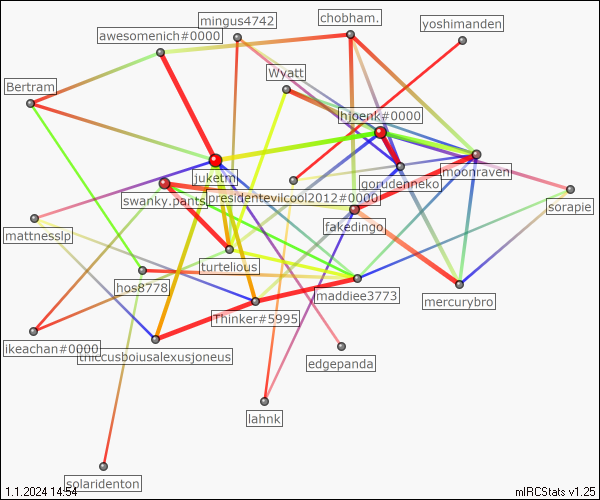 mingus4742
chobham.
yoshimanden
awesomenich#0000
Wyatt
Bertram
hjoenk#0000
juketm
moonraven
gorudenneko
swanky.pants
presidentevilcool2012#0000
sorapie
fakedingo
mattnesslp
turtelious
hos8778
maddiee3773
mercurybro
Thinker#5995
ikeachan#0000
thiccusboiusalexusjoneus
edgepanda
lahnk
solaridenton
1.1.2024 14:54
mIRCStats v1.25